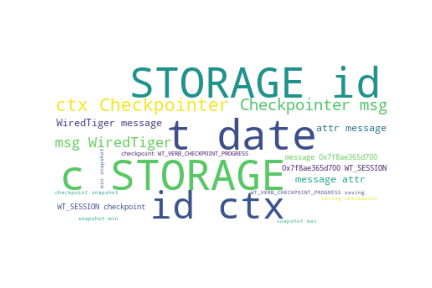 STORAGE id
ctx Checkpointer
Checkpointer msg
WiredTiger message
t date
attr message
msg WiredTiger
checkpoint WT_VERB_CHECKPOINT_PROGRESS
message 0x7f8ae365d700
min snapshot
c STORAGE
0x7f8ae365d700 WT_SESSION
message attr
checkpoint snapshot
id ctx
WT_VERB_CHECKPOINT_PROGRESS saving
saving checkpoint
WT_SESSION checkpoint
snapshot min
snapshot max